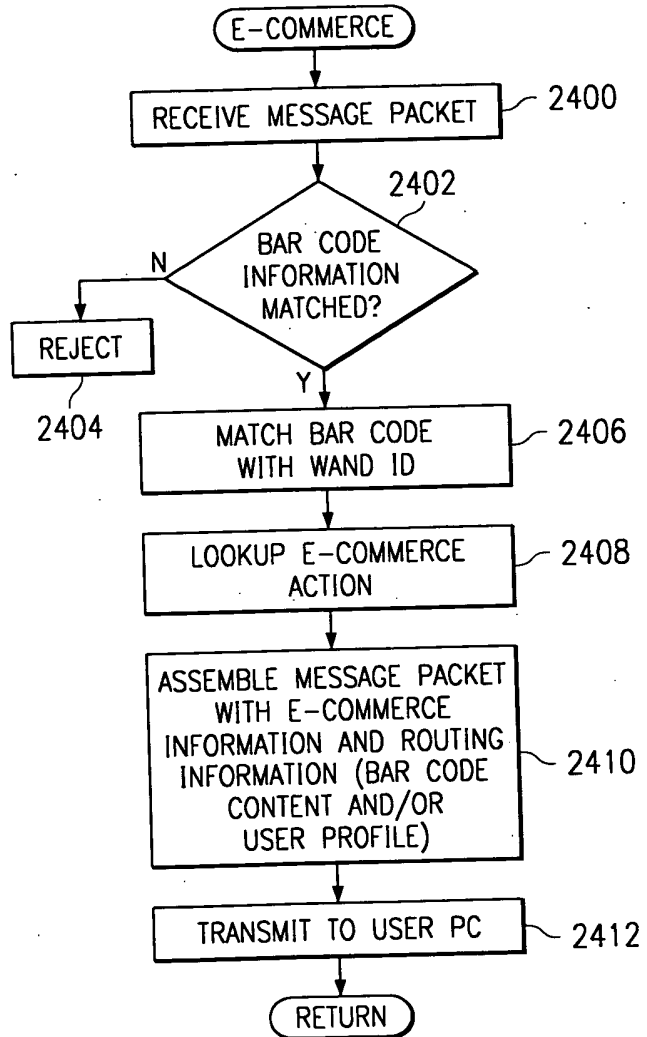 E-COMMERCE
RECEIVE MESSAGE PACKET
2400
2402
BAR CODE
INFORMATION
MATCHED?
N
REJECT
2404
Y
MATCH BAR CODE
WITH WAND ID
2406
LOOKUP E-COMMERCE
ACTION
2408
ASSEMBLE MESSAGE PACKET
WITH E-COMMERCE
INFORMATION AND ROUTING
INFORMATION (BAR CODE
CONTENT AND/OR
USER PROFILE)
2410
TRANSMIT TO USER PC
2412
RETURN